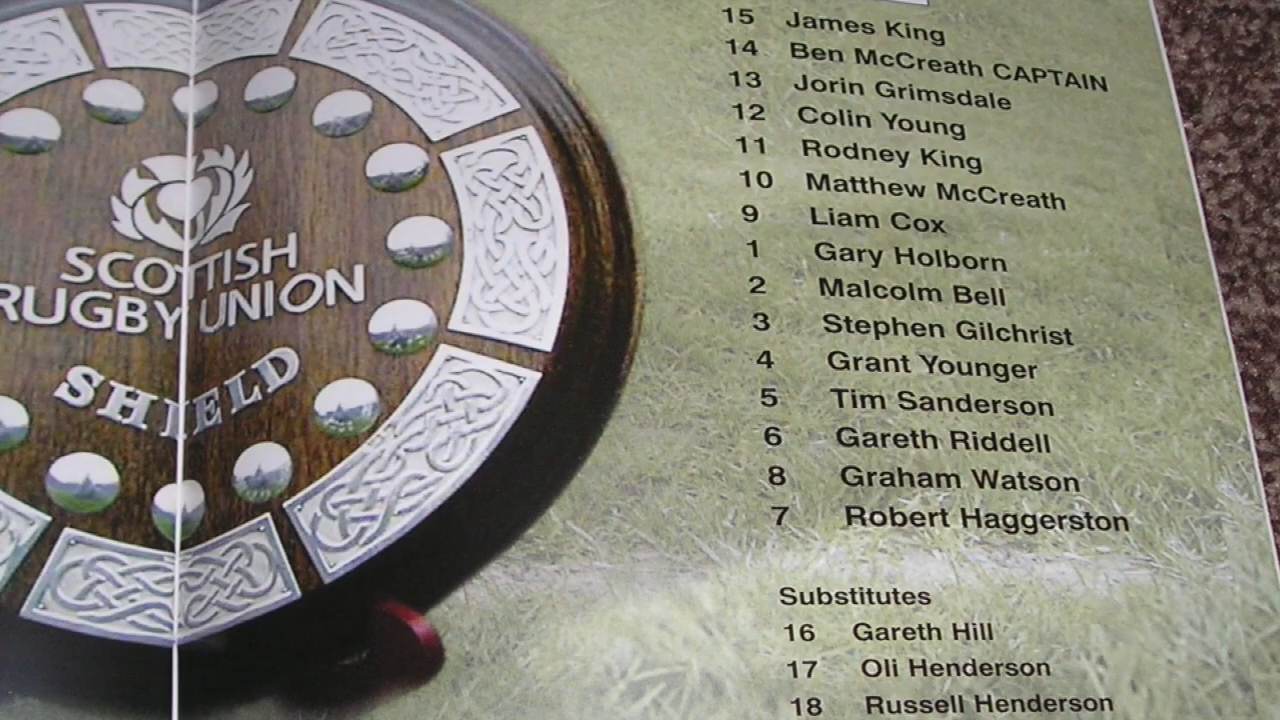 SCOTTISH
RUGBY UNION
SHIELD
15 James King
14 Ben McCreath CAPTAIN
13 Jorin Grimsdale
12 Colin Young
11 Rodney King
10 Matthew McCreath
9 Liam Cox
1 Gary Holborn
2 Malcolm Bell
3 Stephen Gilchrist
4 Grant Younger
5 Tim Sanderson
6 Gareth Riddell
8 Graham Watson
7 Robert Haggerston
Substitutes
16 Gareth Hill
17 Oli Henderson
18 Russell Henderson